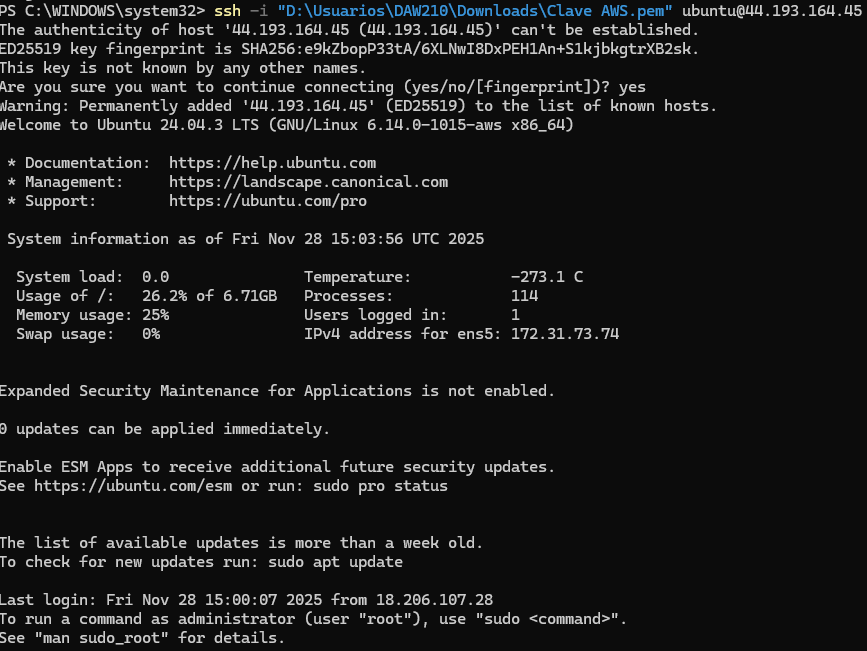 PS C:\WINDOWS\system32> ssh -i "D:\Usuarios\DAW210\Downloads\Clave AWS.pem" ubuntu@44.193.164.45
The authenticity of host '44.193.164.45 (44.193.164.45)' can't be established.
ED25519 key fingerprint is SHA256:e9kZbopP33tA/6XLNwI8DxPEH1An+S1kjbkgtrXB2sk.
This key is not known by any other names.
Are you sure you want to continue connecting (yes/no/[fingerprint])? yes
Warning: Permanently added '44.193.164.45' (ED25519) to the list of known hosts.
Welcome to Ubuntu 24.04.3 LTS (GNU/Linux 6.14.0-1015-aws x86_64)
* Documentation: https://help.ubuntu.com
* Management: https://landscape.canonical.com
* Support: https://ubuntu.com/pro
System information as of Fri Nov 28 15:03:56 UTC 2025
System load: 0.0 Temperature: -273.1 C
Usage of /: 26.2% of 6.71GB Processes: 114
Memory usage: 25% Users logged in: 1
Swap usage: 0% IPv4 address for ens5: 172.31.73.74
Expanded Security Maintenance for Applications is not enabled.
0 updates can be applied immediately.
Enable ESM Apps to receive additional future security updates.
See https://ubuntu.com/esm or run: sudo pro status
The list of available updates is more than a week old.
To check for new updates run: sudo apt update
Last login: Fri Nov 28 15:00:07 2025 from 18.206.107.28
To run a command as administrator (user "root"), use "sudo <command>".
See "man sudo_root" for details.